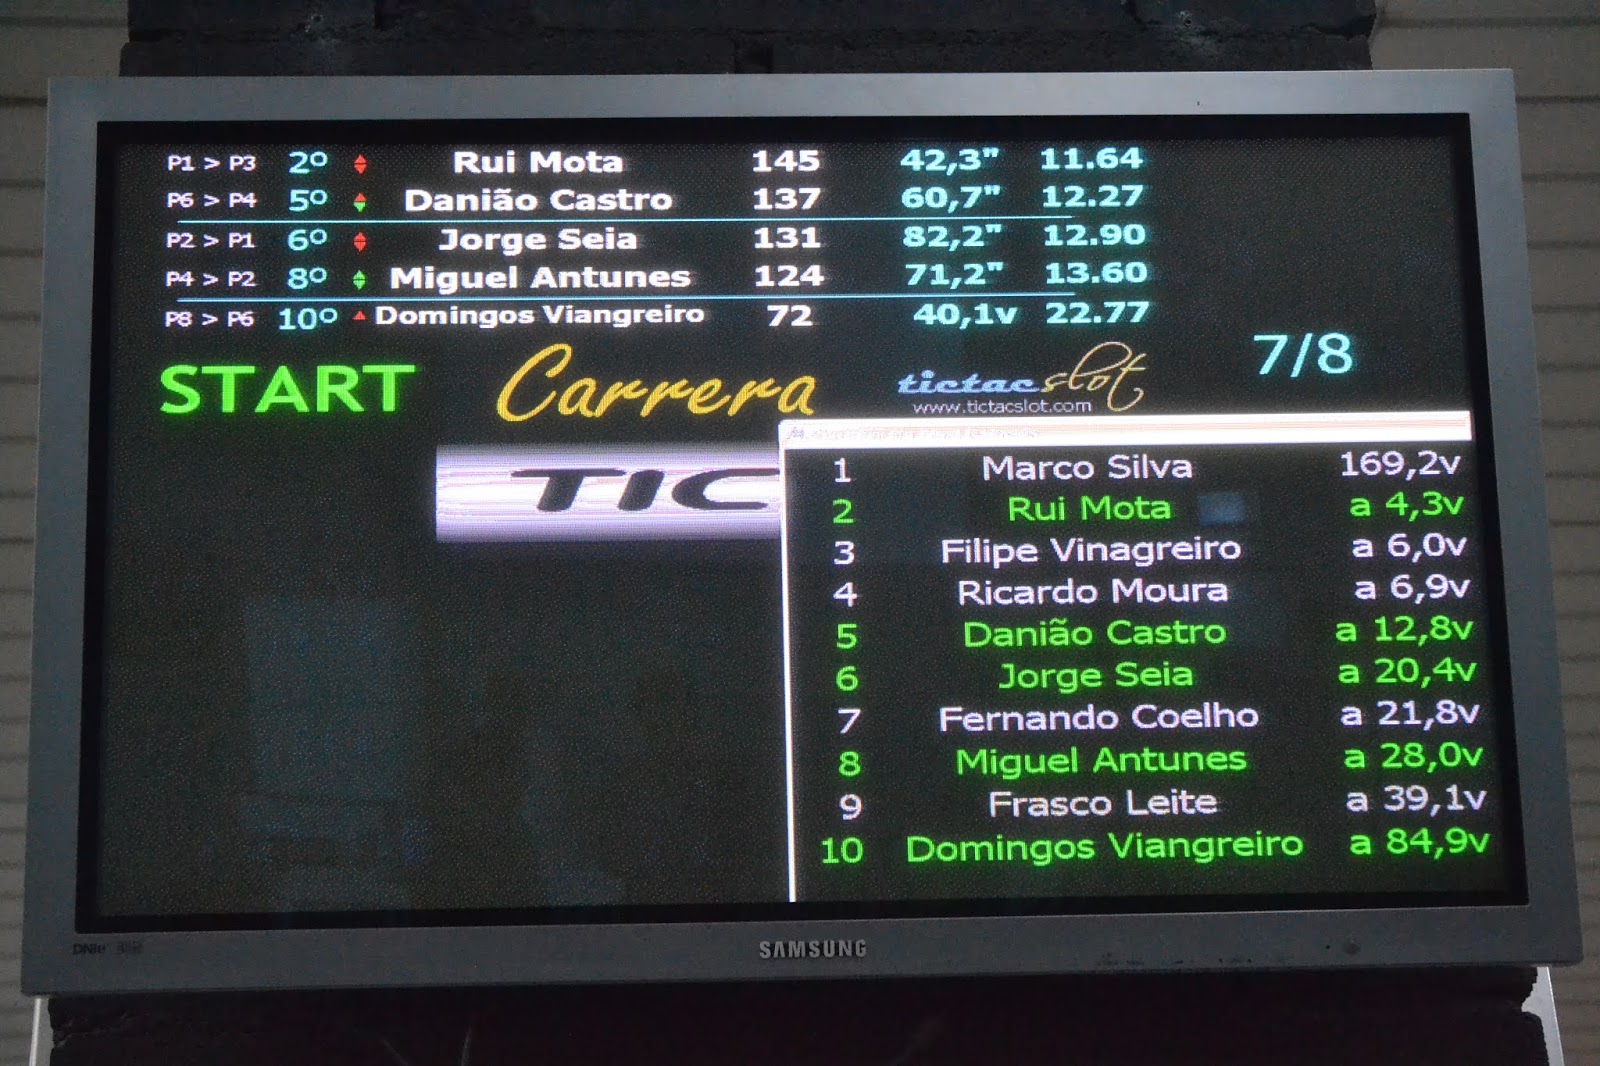 P1 > P3 2º Rui Mota 145 42,3" 11.64
P6 > P4 5º Danião Castro 137 60,7" 12.27
P2 > P1 6º Jorge Seia 131 82,2" 12.90
P4 > P2 8º Miguel Antunes 124 71,2" 13.60
P8 > P6 10º Domingos Viangreiro 72 40,1v 22.77
START Carrera tictacslot 7/8
www.tictacslot.com
TIC
1 Marco Silva 169,2v
2 Rui Mota a 4,3v
3 Filipe Vinagreiro a 6,0v
4 Ricardo Moura a 6,9v
5 Danião Castro a 12,8v
6 Jorge Seia a 20,4v
7 Fernando Coelho a 21,8v
8 Miguel Antunes a 28,0v
9 Frasco Leite a 39,1v
10 Domingos Viangreiro a 84,9v
DNIe
SAMSUNG